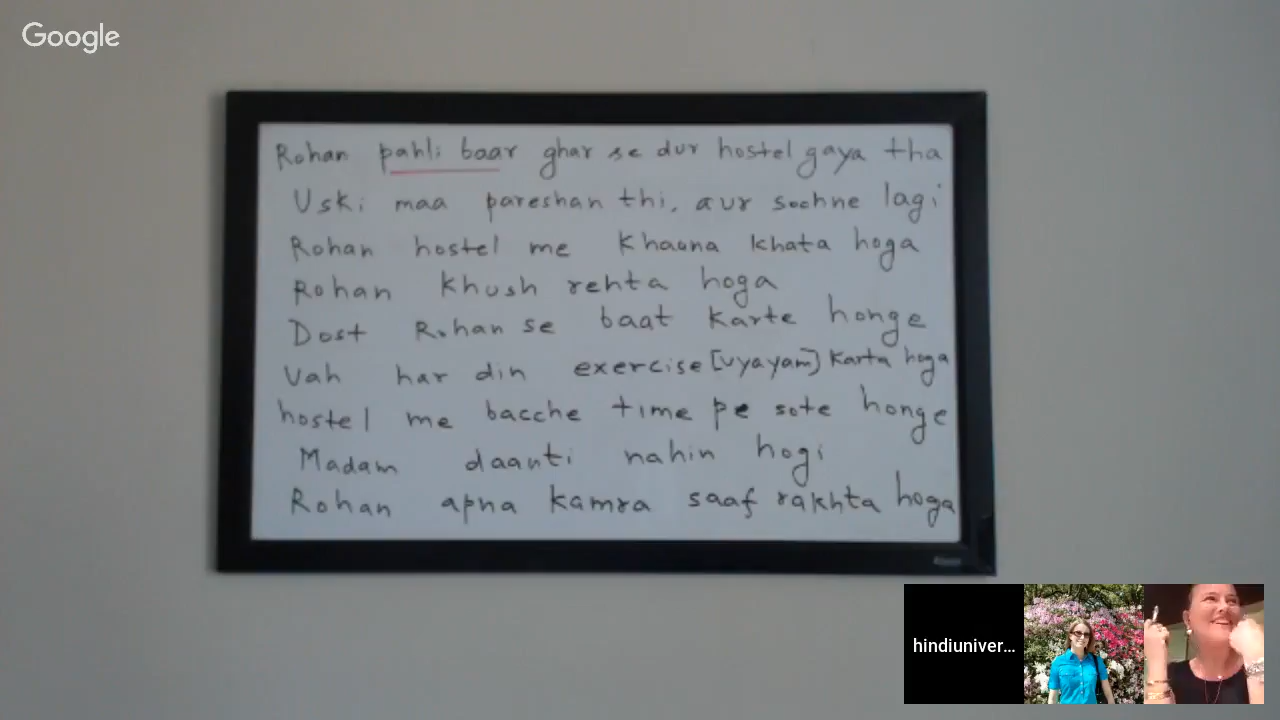 Google
Rohan pahli baar ghar se dur hostel gaya tha
Uski maa pareshan thi, aur sochne lagi
Rohan hostel me khaana khata hoga
Rohan khush rehta hoga
Dost Rohan se baat karte honge
Vah har din exercise [vyayam] karta hoga
hostel me bacche time pe sote honge
Madam daanti nahin hogi
Rohan apna kamra saaf rakhta hoga
hindiuniver...